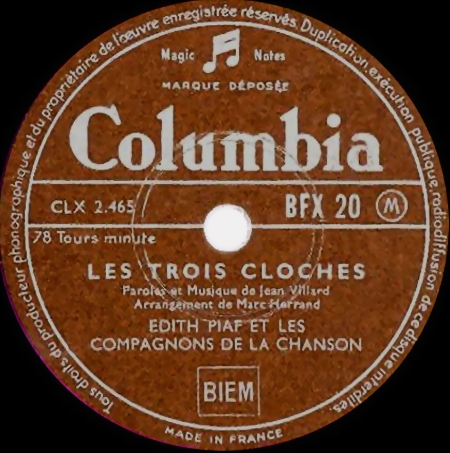 Tous droits du producteur phonographique et du propriétaire de l'œuvre enregistrée réservés. Duplication, exécution publique, radiodiffusion de ce disque interdites.
Magic Notes
MARQUE DÉPOSÉE
Columbia
CLX 2.465
BFX 20 M
78 Tours minute
LES TROIS CLOCHES
Paroles et Musique de Jean Villard
Arrangement de Marc Herrand
EDITH PIAF ET LES
COMPAGNONS DE LA CHANSON
BIEM
MADE IN FRANCE